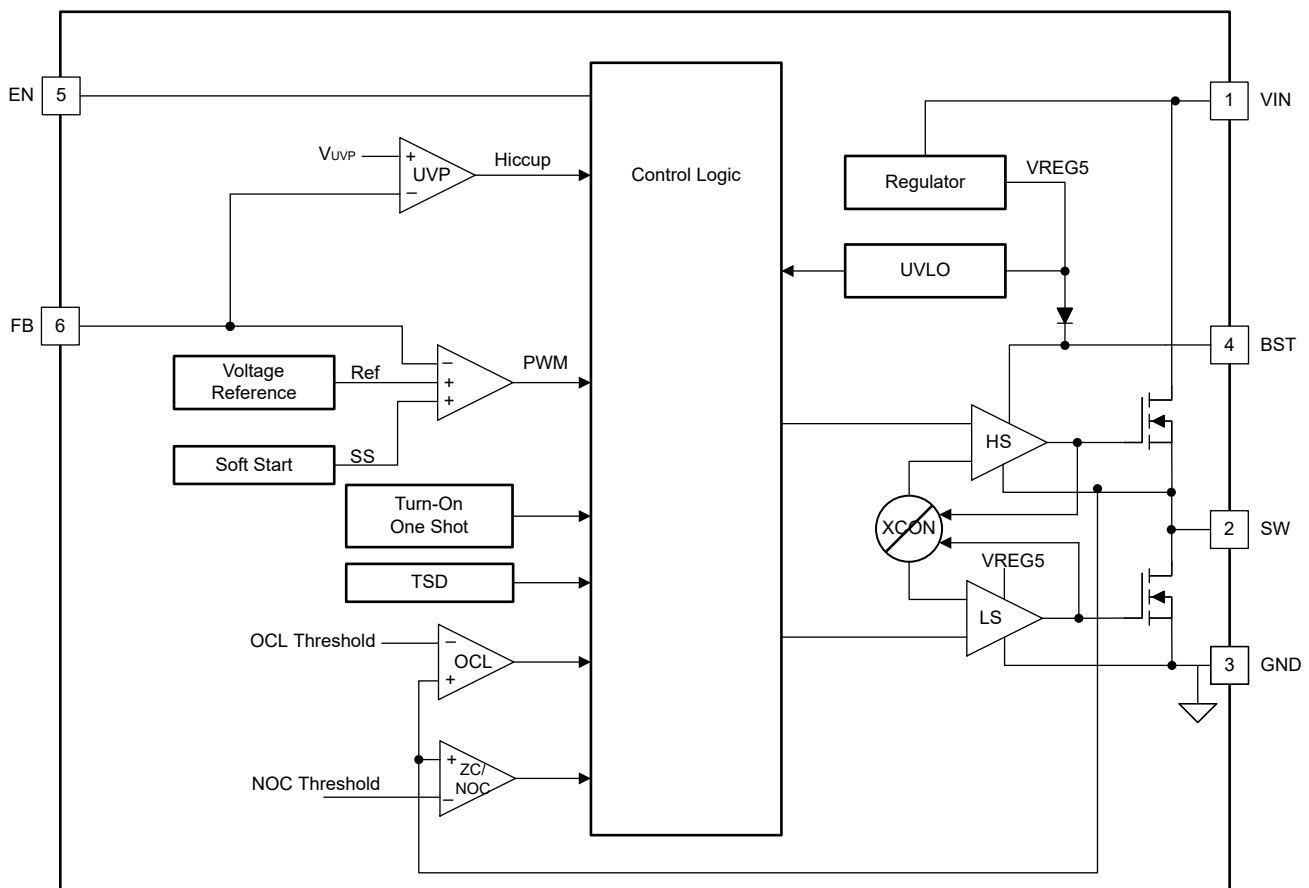 EN
5
1
VIN
VUVP
+
UVP
−
Hiccup
Control Logic
Regulator
VREG5
UVLO
FB
6
4
BST
Voltage
Reference
Ref
−
+
+
PWM
Soft Start
SS
HS
Turn-On
One Shot
XCON
2
SW
TSD
VREG5
LS
OCL Threshold
−
OCL
+
3
GND
NOC Threshold
+
ZC/
NOC
−